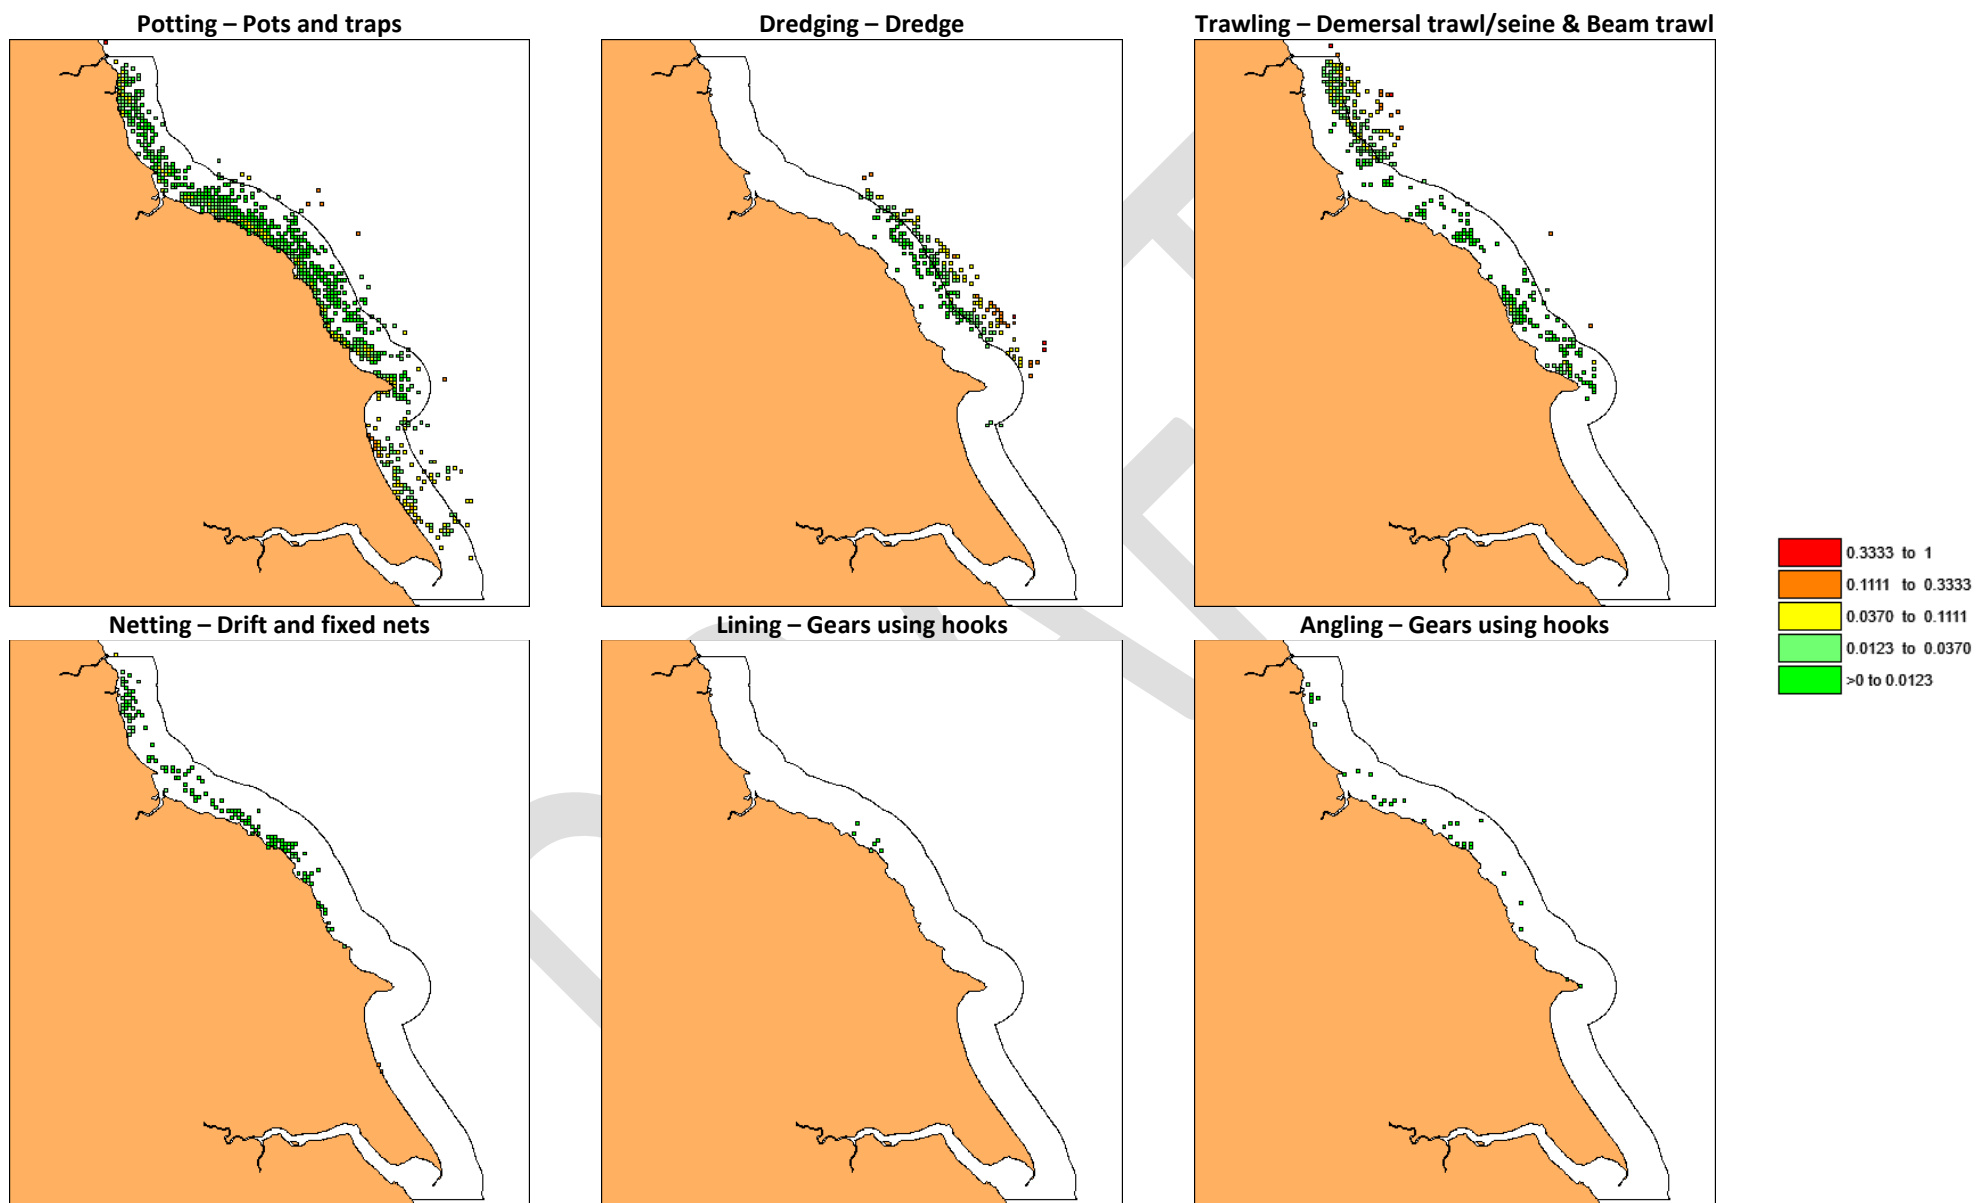 Potting – Pots and traps
Dredging – Dredge
Trawling – Demersal trawl/seine & Beam trawl
Netting – Drift and fixed nets
Lining – Gears using hooks
Angling – Gears using hooks
0.3333 to 1
0.1111 to 0.3333
0.0370 to 0.1111
0.0123 to 0.0370
>0 to 0.0123